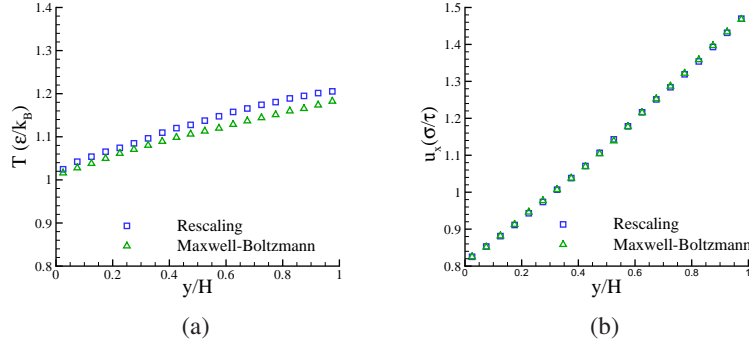 1.4
1.3
1.2
1.1
1
0.9
0.8
T (ε/k_B)
Rescaling
Maxwell-Boltzmann
0 0.2 0.4 0.6 0.8 1
y/H
(a)
1.5
1.4
1.3
1.2
1.1
1
0.9
0.8
u_x(σ/τ)
Rescaling
Maxwell-Boltzmann
0 0.2 0.4 0.6 0.8 1
y/H
(b)